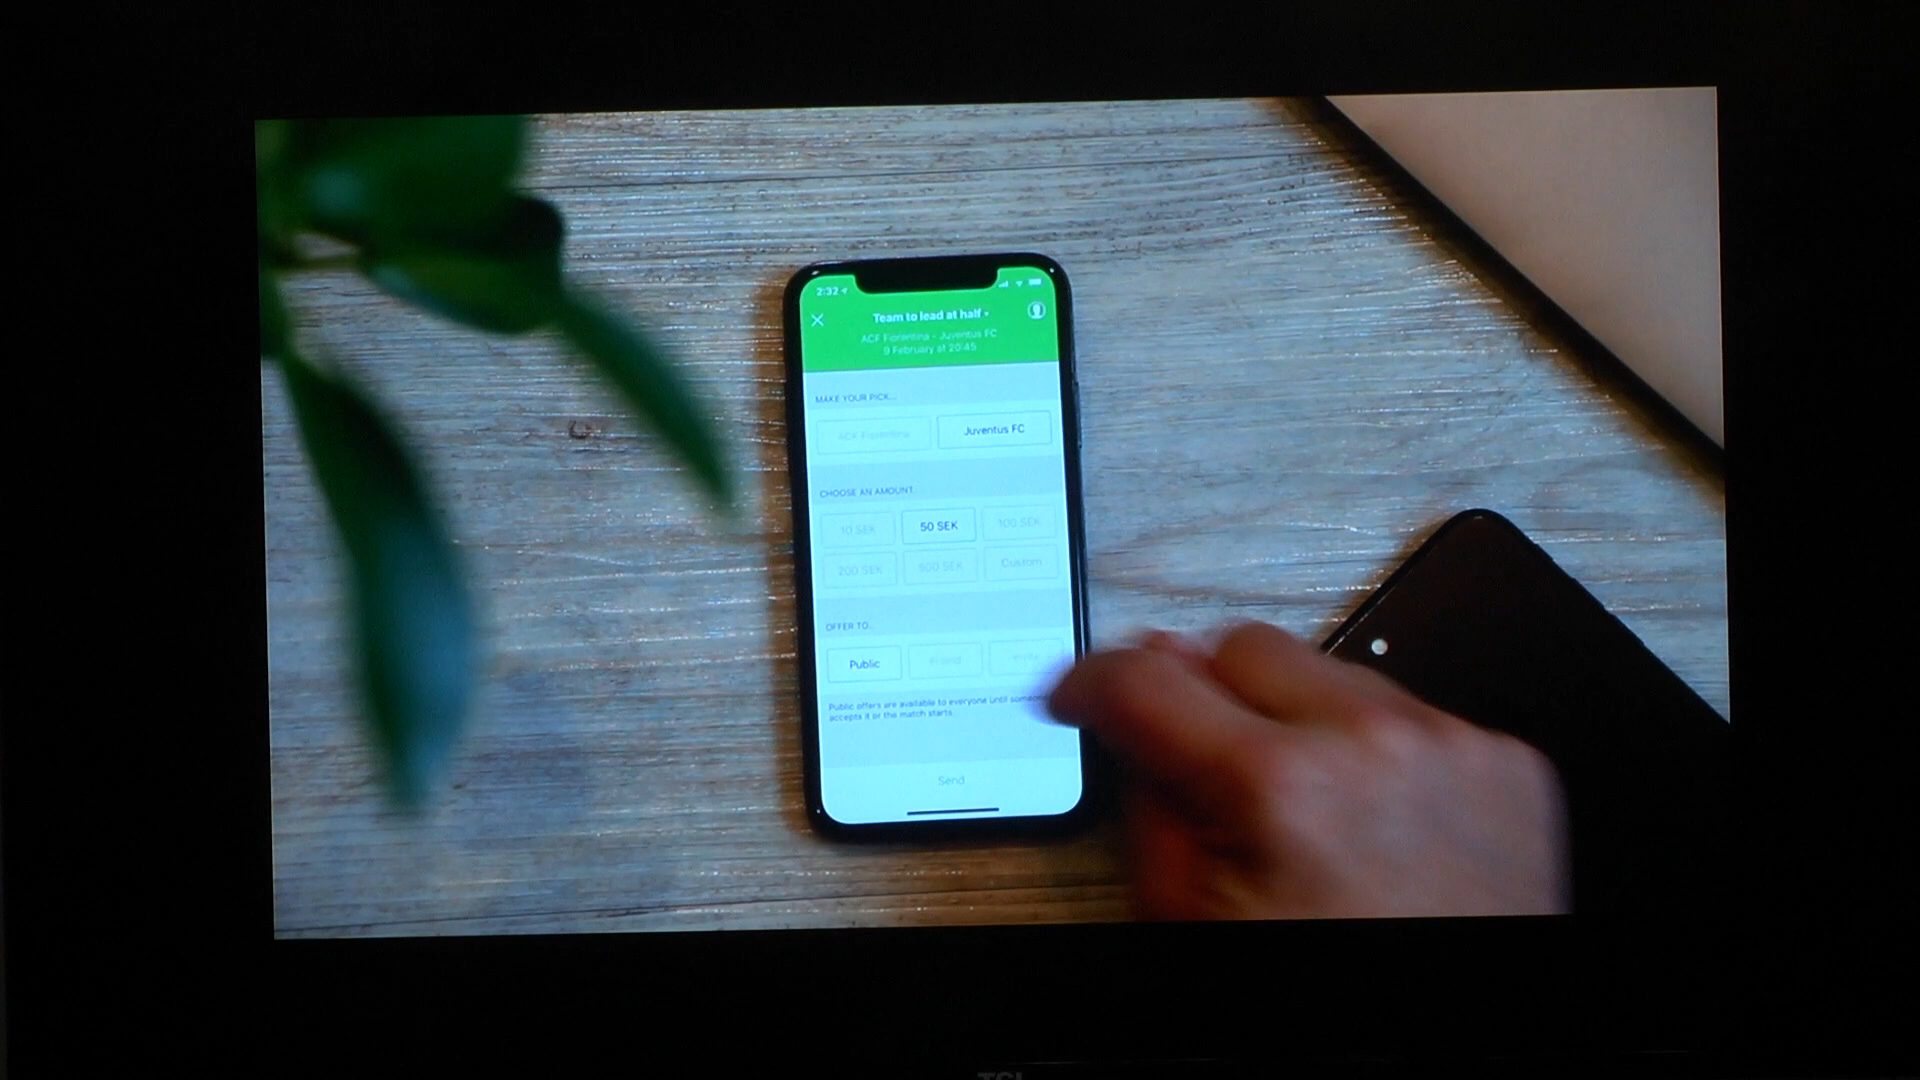 2:32
Team to lead at half
ACF Fiorentina - Juventus FC
9 February at 20:45
MAKE YOUR PICK...
ACF Fiorentina
Juventus FC
CHOOSE AN AMOUNT...
10 SEK
50 SEK
100 SEK
200 SEK
500 SEK
Custom
OFFER TO...
Public
Friend
Public offers are available to everyone until
accepts it or the match starts.
Send